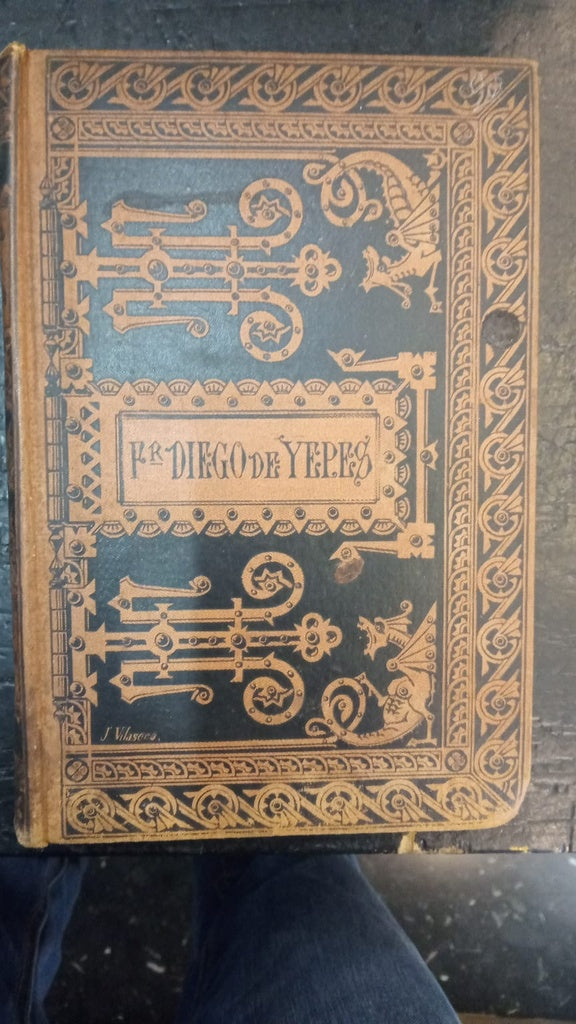 FR DIEGO DE YEPES
J Vilaseca,